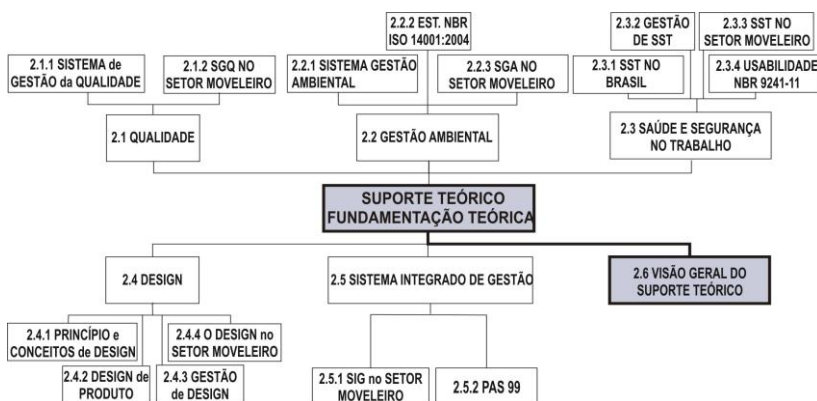 2.2.2 EST. NBR
ISO 14001:2004
2.3.2 GESTÃO
DE SST
2.3.3 SST NO
SETOR MOVELEIRO
2.1.1 SISTEMA de
GESTÃO da QUALIDADE
2.1.2 SGQ NO
SETOR MOVELEIRO
2.2.1 SISTEMA GESTÃO
AMBIENTAL
2.2.3 SGA NO
SETOR MOVELEIRO
2.3.1 SST NO
BRASIL
2.3.4 USABILIDADE
NBR 9241-11
2.1 QUALIDADE
2.2 GESTÃO AMBIENTAL
2.3 SAÚDE E SEGURANÇA
NO TRABALHO
SUPORTE TEÓRICO
FUNDAMENTAÇÃO TEÓRICA
2.4 DESIGN
2.5 SISTEMA INTEGRADO DE GESTÃO
2.6 VISÃO GERAL DO
SUPORTE TEÓRICO
2.4.1 PRINCÍPIO e
CONCEITOS de DESIGN
2.4.4 O DESIGN no
SETOR MOVELEIRO
2.4.2 DESIGN de
PRODUTO
2.4.3 GESTÃO
de DESIGN
2.5.1 SIG no SETOR
MOVELEIRO
2.5.2 PAS 99